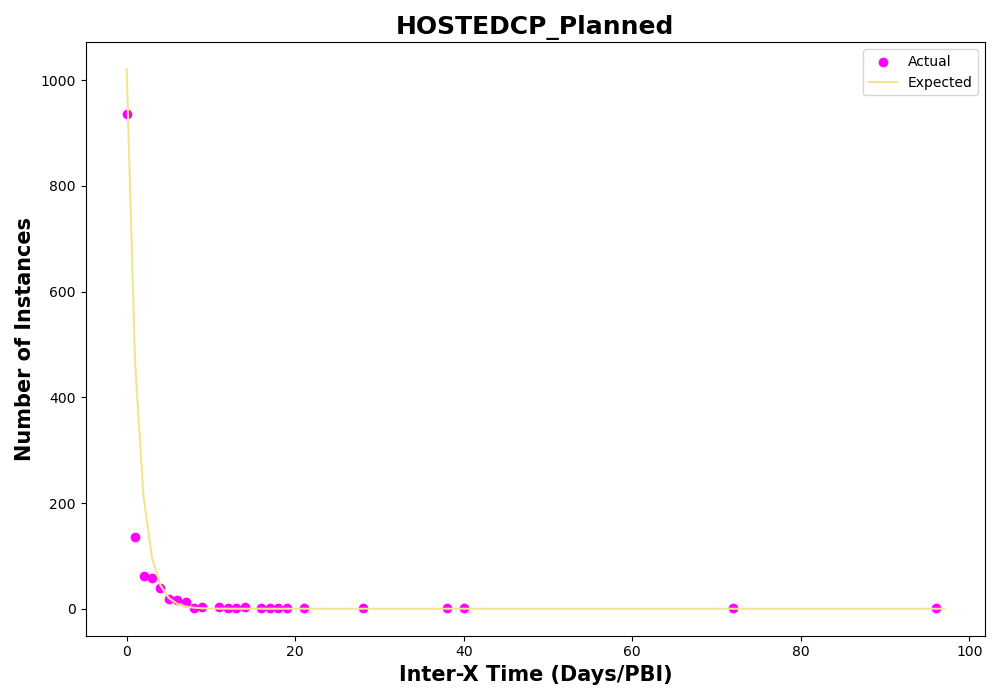 HOSTEDCP_Planned
Actual
Expected
Number of Instances
1000
800
600
400
200
0
0 20 40 60 80 100
Inter-X Time (Days/PBI)